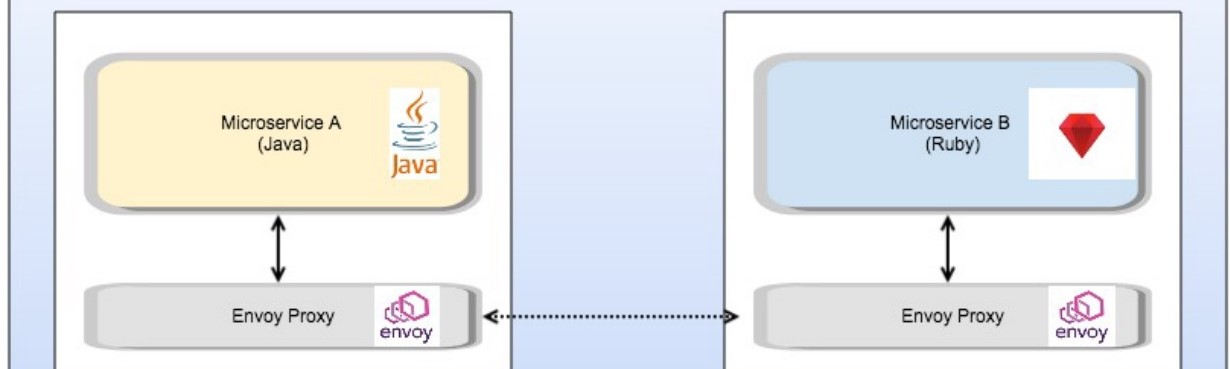 Microservice A
(Java)
Java
Microservice B
(Ruby)
Envoy Proxy
envoy
Envoy Proxy
envoy